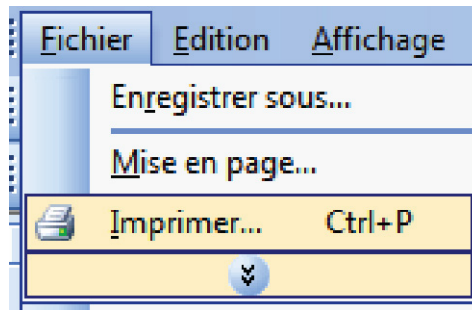 Fichier Edition Affichage
Enregistrer sous...
Mise en page...
Imprimer... Ctrl+P